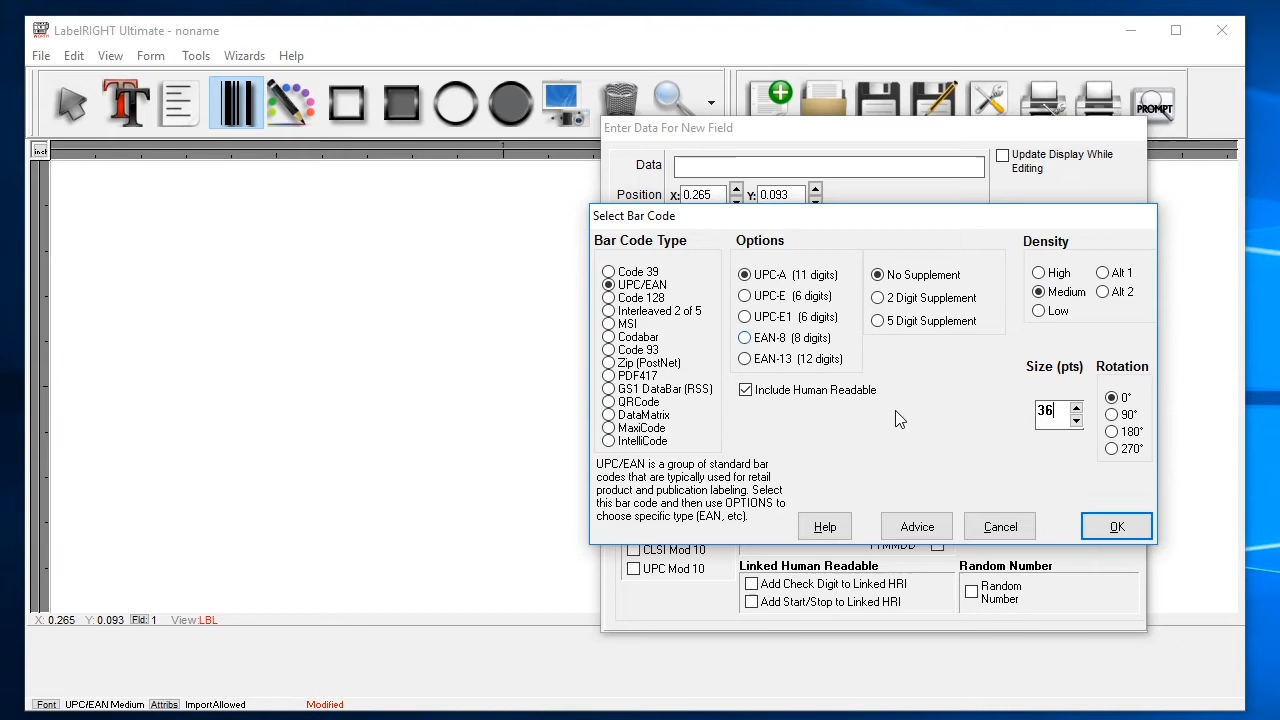 LabelRIGHT Ultimate - noname
File Edit View Form Tools Wizards Help
PROMPT
Enter Data For New Field
inch
1
Data
Update Display While
Editing
Position X: 0.265 Y: 0.093
Select Bar Code
Bar Code Type
Code 39
UPC/EAN
Code 128
Interleaved 2 of 5
MSI
Codabar
Code 93
Zip (PostNet)
PDF417
GS1 DataBar (RSS)
QRCode
DataMatrix
MaxiCode
IntelliCode
UPC/EAN is a group of standard bar
codes that are typically used for retail
product and publication labeling. Select
this bar code and then use OPTIONS to
choose specific type (EAN, etc).
Options
UPC-A (11 digits)
UPC-E (6 digits)
UPC-E1 (6 digits)
EAN-8 (8 digits)
EAN-13 (12 digits)
Include Human Readable
No Supplement
2 Digit Supplement
5 Digit Supplement
Density
High Alt 1
Medium Alt 2
Low
Size (pts)
36
Rotation
0°
90°
180°
270°
Help Advice Cancel OK
CLSI Mod 10
UPC Mod 10
YYMMDD
Linked Human Readable
Add Check Digit to Linked HRI
Add Start/Stop to Linked HRI
Random Number
Random
Number
X: 0.265 Y: 0.093 Fld: 1 View:LBL
Font UPC/EAN Medium Attribs ImportAllowed Modified